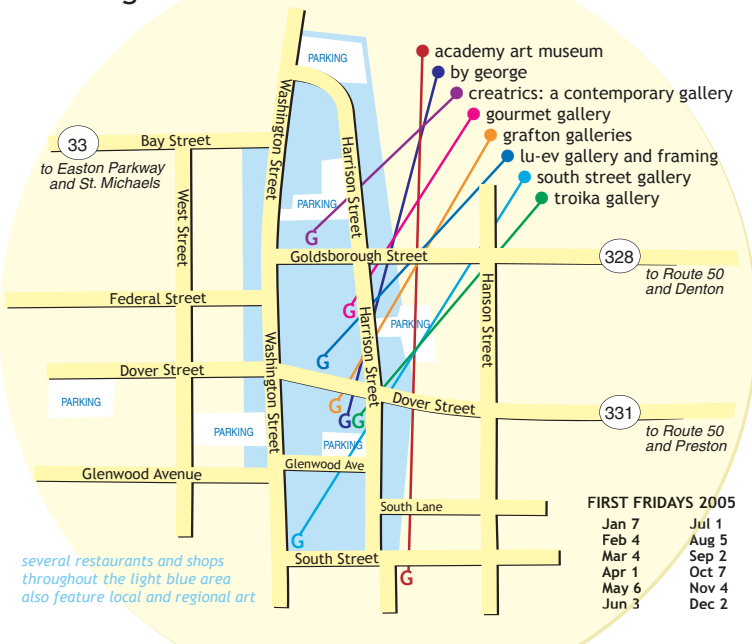 PARKING
academy art museum
by george
creatrics: a contemporary gallery
gourmet gallery
grafton galleries
lu-ev gallery and framing
south street gallery
troika gallery
33
Bay Street
to Easton Parkway
and St. Michaels
Washington Street
Harrison Street
West Street
PARKING
G
Goldsborough Street
328
to Route 50
and Denton
Hanson Street
Federal Street
G
Harrison Street
PARKING
Washington Street
G
Dover Street
PARKING
G
Dover Street
331
to Route 50
and Preston
G
G
PARKING
PARKING
Glenwood Avenue
Glenwood Ave
South Lane
G
South Street
G
several restaurants and shops
throughout the light blue area
also feature local and regional art
FIRST FRIDAYS 2005
Jan 7 Jul 1
Feb 4 Aug 5
Mar 4 Sep 2
Apr 1 Oct 7
May 6 Nov 4
Jun 3 Dec 2